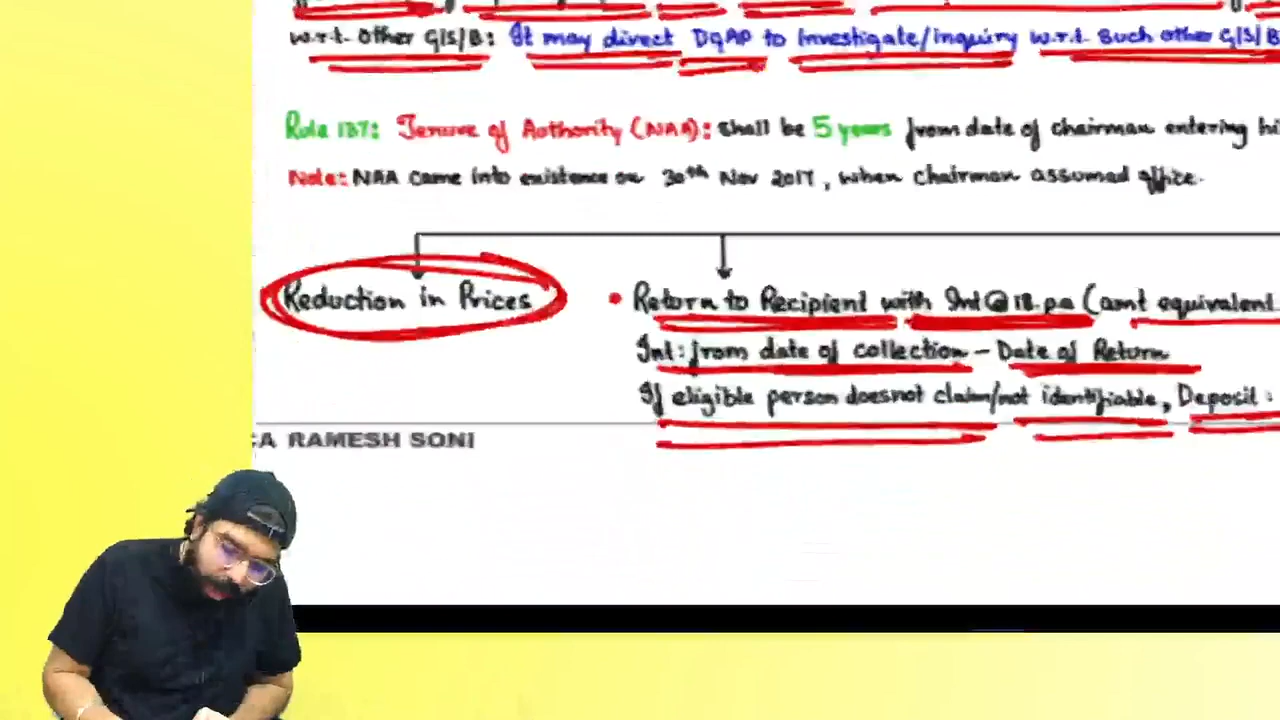 w.r.t. Other G/S/B: It may direct DGAP to Investigate/inquiry w.r.t. Such other G/S/B
Rule 137: Tenure of Authority (NAA): shall be 5 years from date of chairman entering hi
Note: NAA came into existence on 30th Nov 2017, when chairman assumed office.
Reduction in Prices
• Return to Recipient with Int @ 18. pa (amt equivalent
Int: from date of collection - Date of Return
If eligible person doesnot claim/not identifiable, Deposit:
CA RAMESH SONI